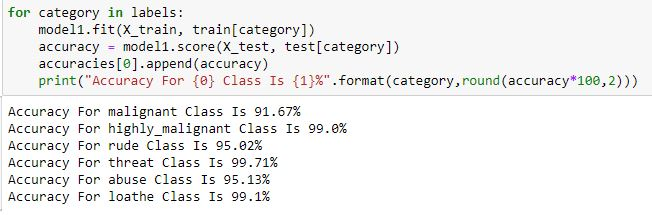 for category in labels:
    model1.fit(X_train, train[category])
    accuracy = model1.score(X_test, test[category])
    accuracies[0].append(accuracy)
    print("Accuracy For {0} Class Is {1}%".format(category,round(accuracy*100,2)))
Accuracy For malignant Class Is 91.67%
Accuracy For highly_malignant Class Is 99.0%
Accuracy For rude Class Is 95.02%
Accuracy For threat Class Is 99.71%
Accuracy For abuse Class Is 95.13%
Accuracy For loathe Class Is 99.1%